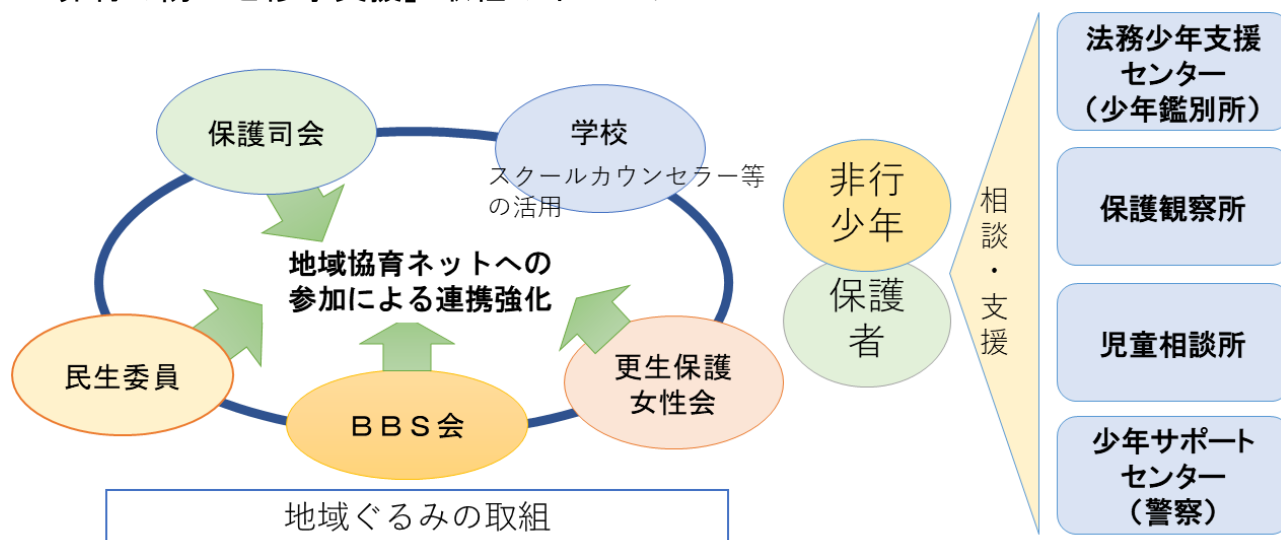 保護司会
学校
スクールカウンセラー等
の活用
地域協育ネットへの
参加による連携強化
民生委員
BBS会
更生保護
女性会
地域ぐるみの取組
非行
少年
保護
者
相談・支援
法務少年支援
センター
(少年鑑別所)
保護観察所
児童相談所
少年サポート
センター
(警察)